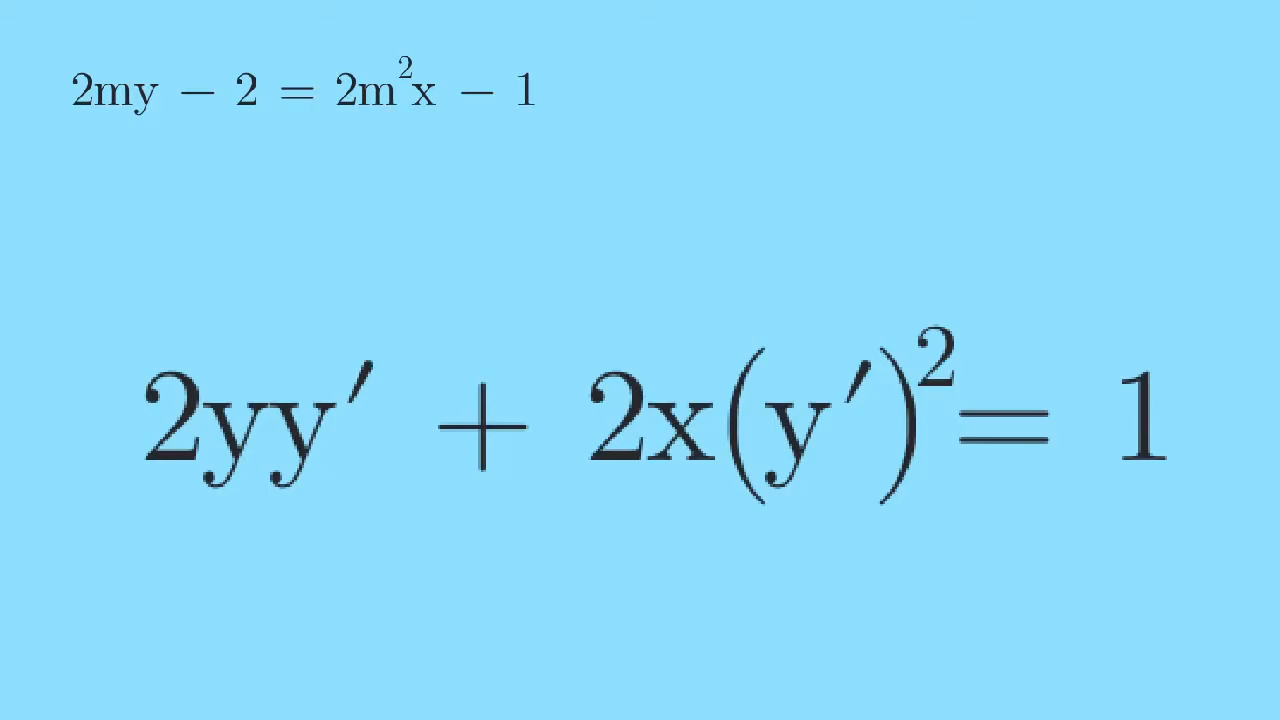 2my − 2 = 2m²x − 1
2yy′ + 2x(y′)² = 1